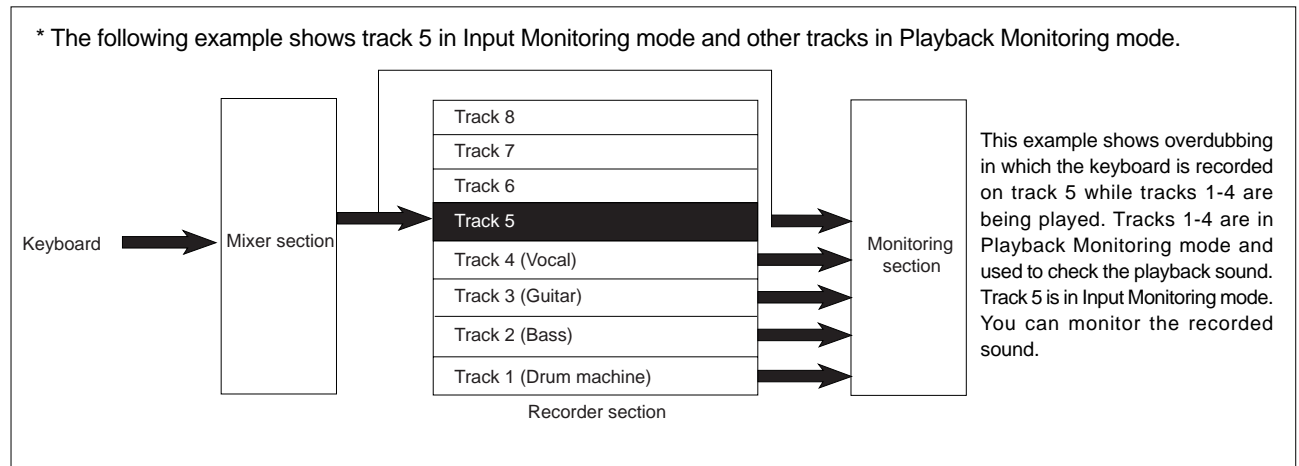 * The following example shows track 5 in Input Monitoring mode and other tracks in Playback Monitoring mode.
Keyboard
Mixer section
Track 8
Track 7
Track 6
Track 5
Track 4 (Vocal)
Track 3 (Guitar)
Track 2 (Bass)
Track 1 (Drum machine)
Recorder section
Monitoring
section
This example shows overdubbing
in which the keyboard is recorded
on track 5 while tracks 1-4 are
being played. Tracks 1-4 are in
Playback Monitoring mode and
used to check the playback sound.
Track 5 is in Input Monitoring mode.
You can monitor the recorded
sound.